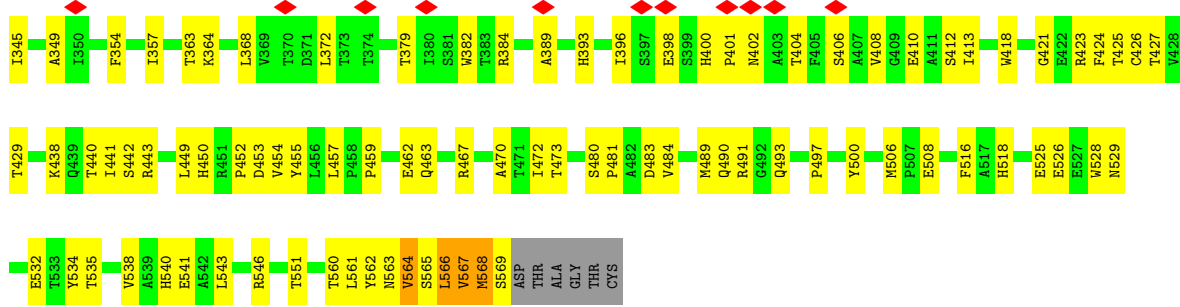 I345 A349 I350 F354 I357 T363 K364 L368 V369 T370 D371 L372 T373 T374 T379 I380 S381 W382 T383 R384 A389 H393 I396 S397 E398 S399 H400 P401 N402 A403 T404 F405 S406 A407 V408 G409 E410 A411 S412 I413 W418 G421 E422 R423 F424 T425 C426 T427 V428
T429 K438 Q439 T440 I441 S442 R443 L449 H450 R451 P452 D453 V454 Y455 L456 L457 P458 P459 E462 Q463 R467 A470 T471 I472 T473 S480 P481 A482 D483 V484 M489 Q490 R491 G492 Q493 P497 Y500 M506 P507 E508 F516 A517 H518 E525 E526 E527 W528 N529
E532 T533 Y534 T535 V538 A539 H540 E541 A542 L543 R546 T551 T560 L561 Y562 N563 V564 S565 L566 V567 M568 S569 ASP THR ALA GLY THR CYS